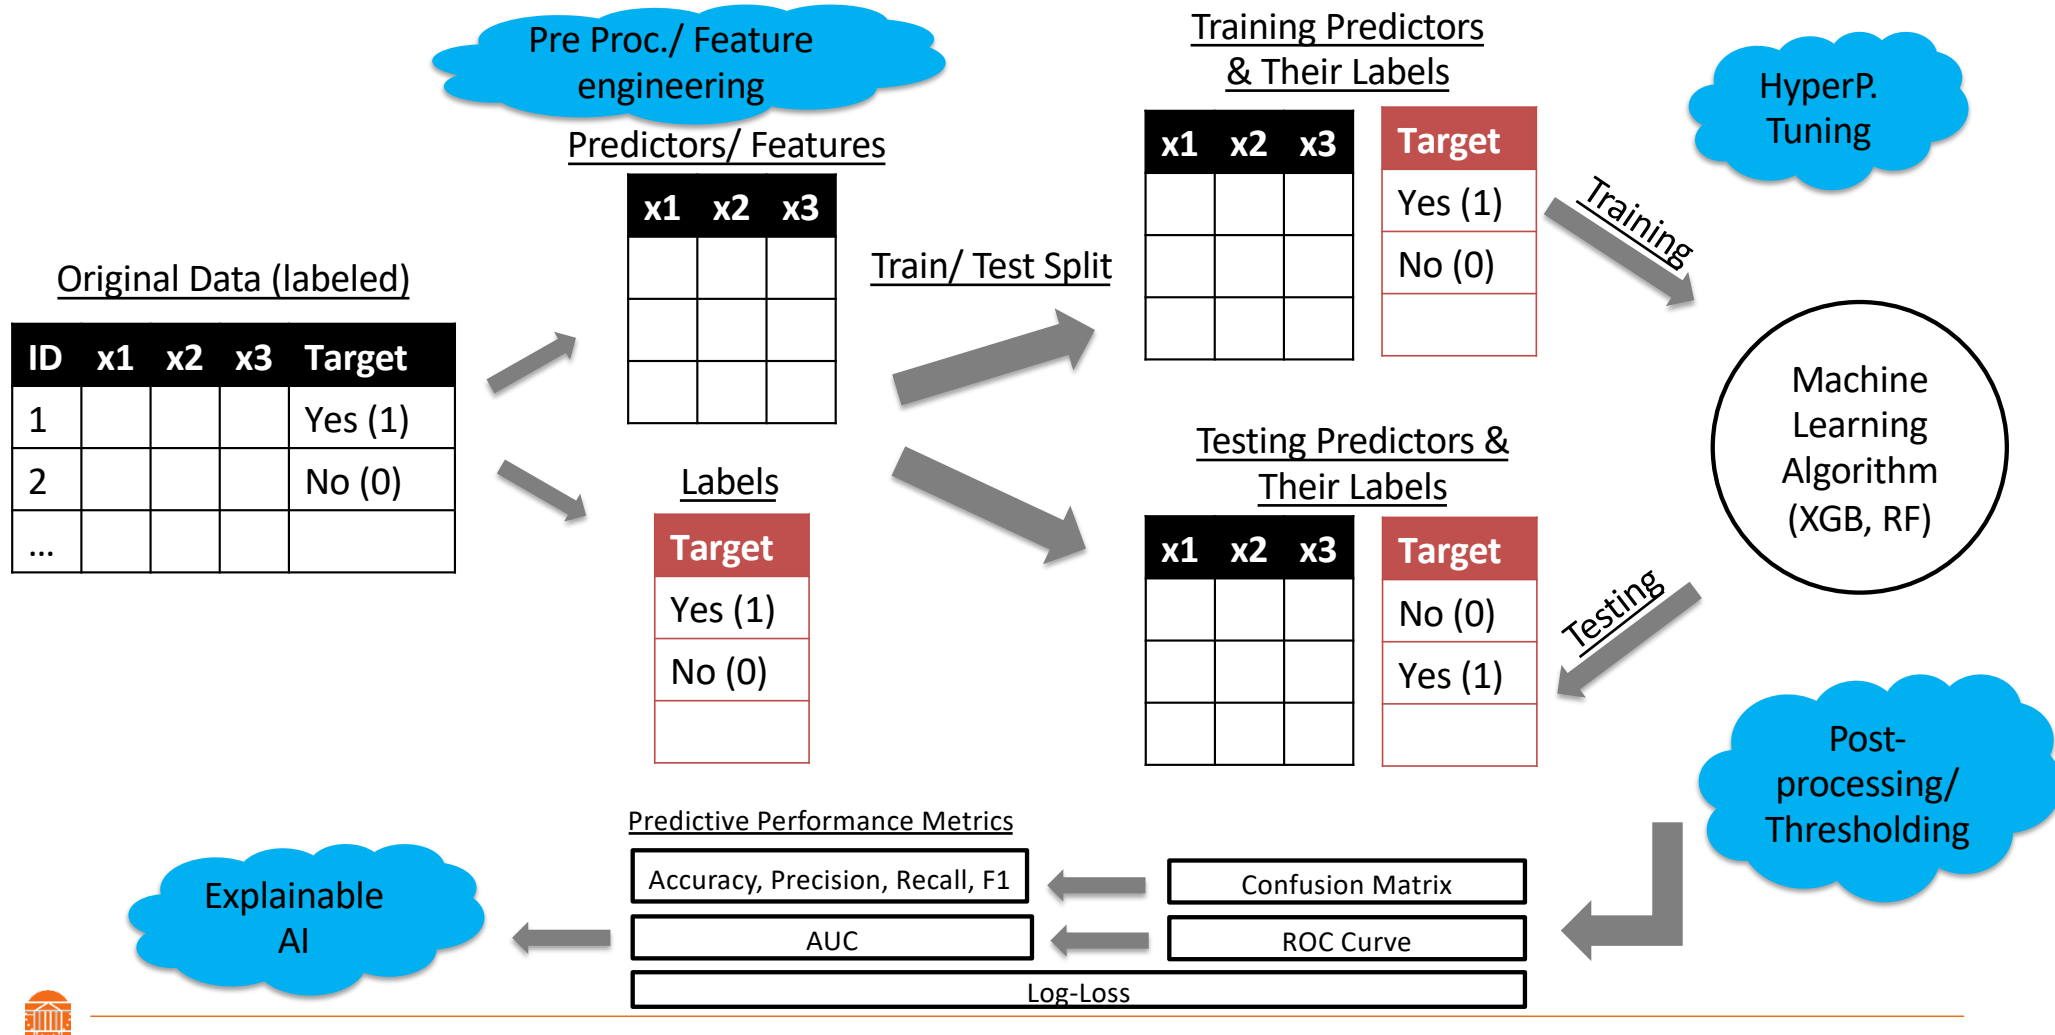 Pre Proc./ Feature
engineering
Training Predictors
& Their Labels
HyperP.
Tuning
Predictors/ Features
x1 x2 x3
x1 x2 x3 Target
Yes (1)
No (0)
Training
Original Data (labeled)
Train/ Test Split
ID x1 x2 x3 Target
1 Yes (1)
2 No (0)
...
Labels
Target
Yes (1)
No (0)
Testing Predictors &
Their Labels
x1 x2 x3 Target
No (0)
Yes (1)
Machine
Learning
Algorithm
(XGB, RF)
Testing
Post-
processing/
Thresholding
Predictive Performance Metrics
Accuracy, Precision, Recall, F1
Confusion Matrix
AUC
ROC Curve
Log-Loss
Explainable
AI